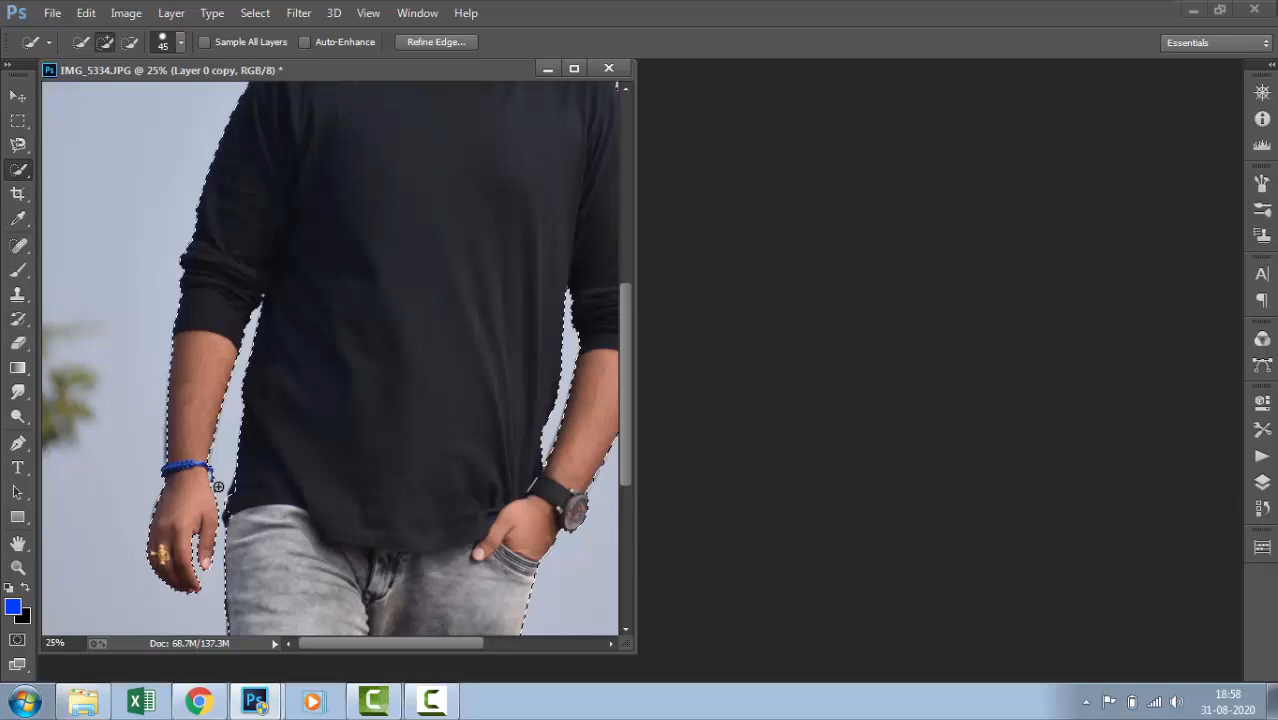 Ps File Edit Image Layer Type Select Filter 3D View Window Help
45 Sample All Layers Auto-Enhance Refine Edge... Essentials
Ps IMG_5334.JPG @ 25% (Layer 0 copy, RGB/8) *
25% Doc: 68.7M/137.3M
Ps
18:58
31-08-2020